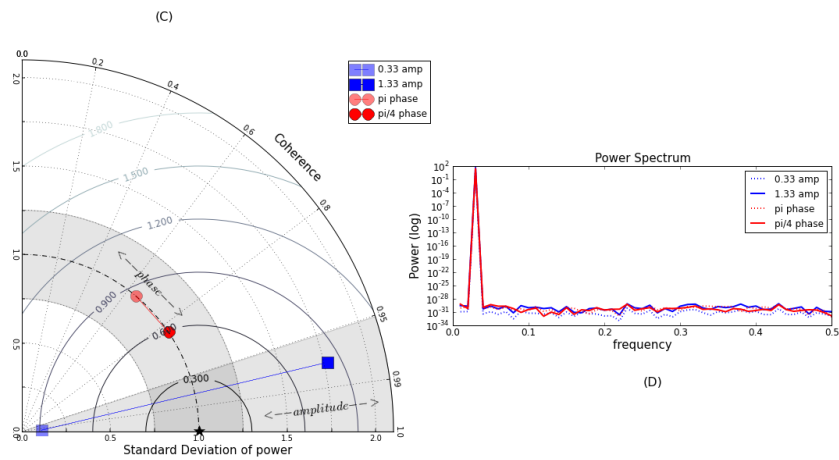 (C)
0.0
0.2
0.4
0.6
0.8
0.95
0.99
1.0
Coherence
2.0
1.5
1.0
0.5
0.0
0.0
0.5
1.0
1.5
2.0
Standard Deviation of power
1.800
1.500
1.200
0.900
0.600
0.300
<---phase--->
<---amplitude--->
0.33 amp
1.33 amp
pi phase
pi/4 phase
Power Spectrum
Power (log)
10^2
10^-1
10^-4
10^-7
10^-10
10^-13
10^-16
10^-19
10^-22
10^-25
10^-28
10^-31
10^-34
0.33 amp
1.33 amp
pi phase
pi/4 phase
0.0
0.1
0.2
0.3
0.4
0.5
frequency
(D)